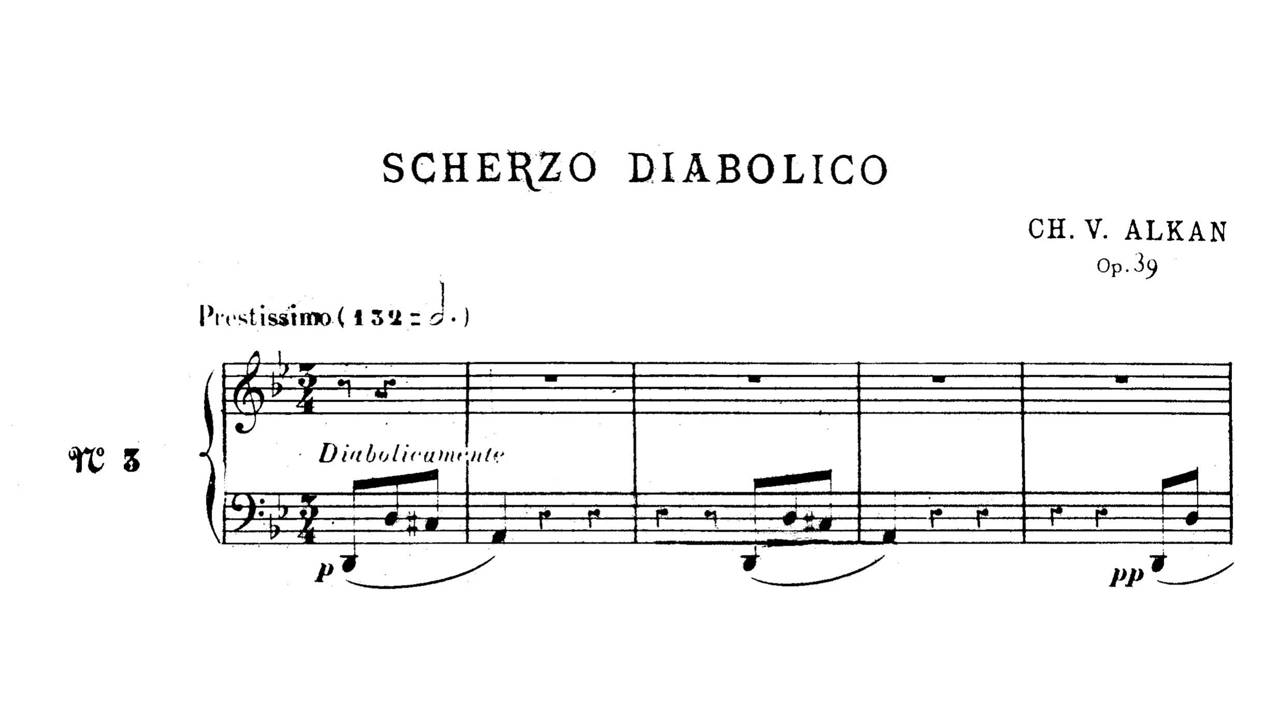 SCHERZO DIABOLICO
CH. V. ALKAN
Op. 39
Prestissimo (132 = 𝅗𝅥.)
Diabolicamente
Nº 3
p
pp